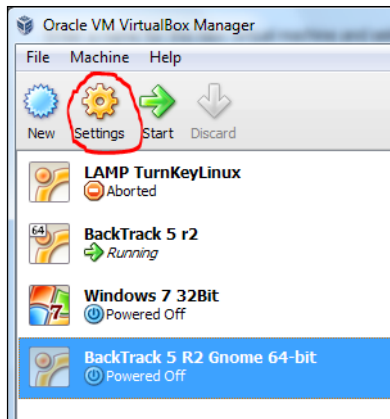 Oracle VM VirtualBox Manager
File Machine Help
New Settings Start Discard
LAMP TurnKeyLinux
Aborted
64
BackTrack 5 r2
Running
Windows 7 32Bit
7
Powered Off
BackTrack 5 R2 Gnome 64-bit
Powered Off